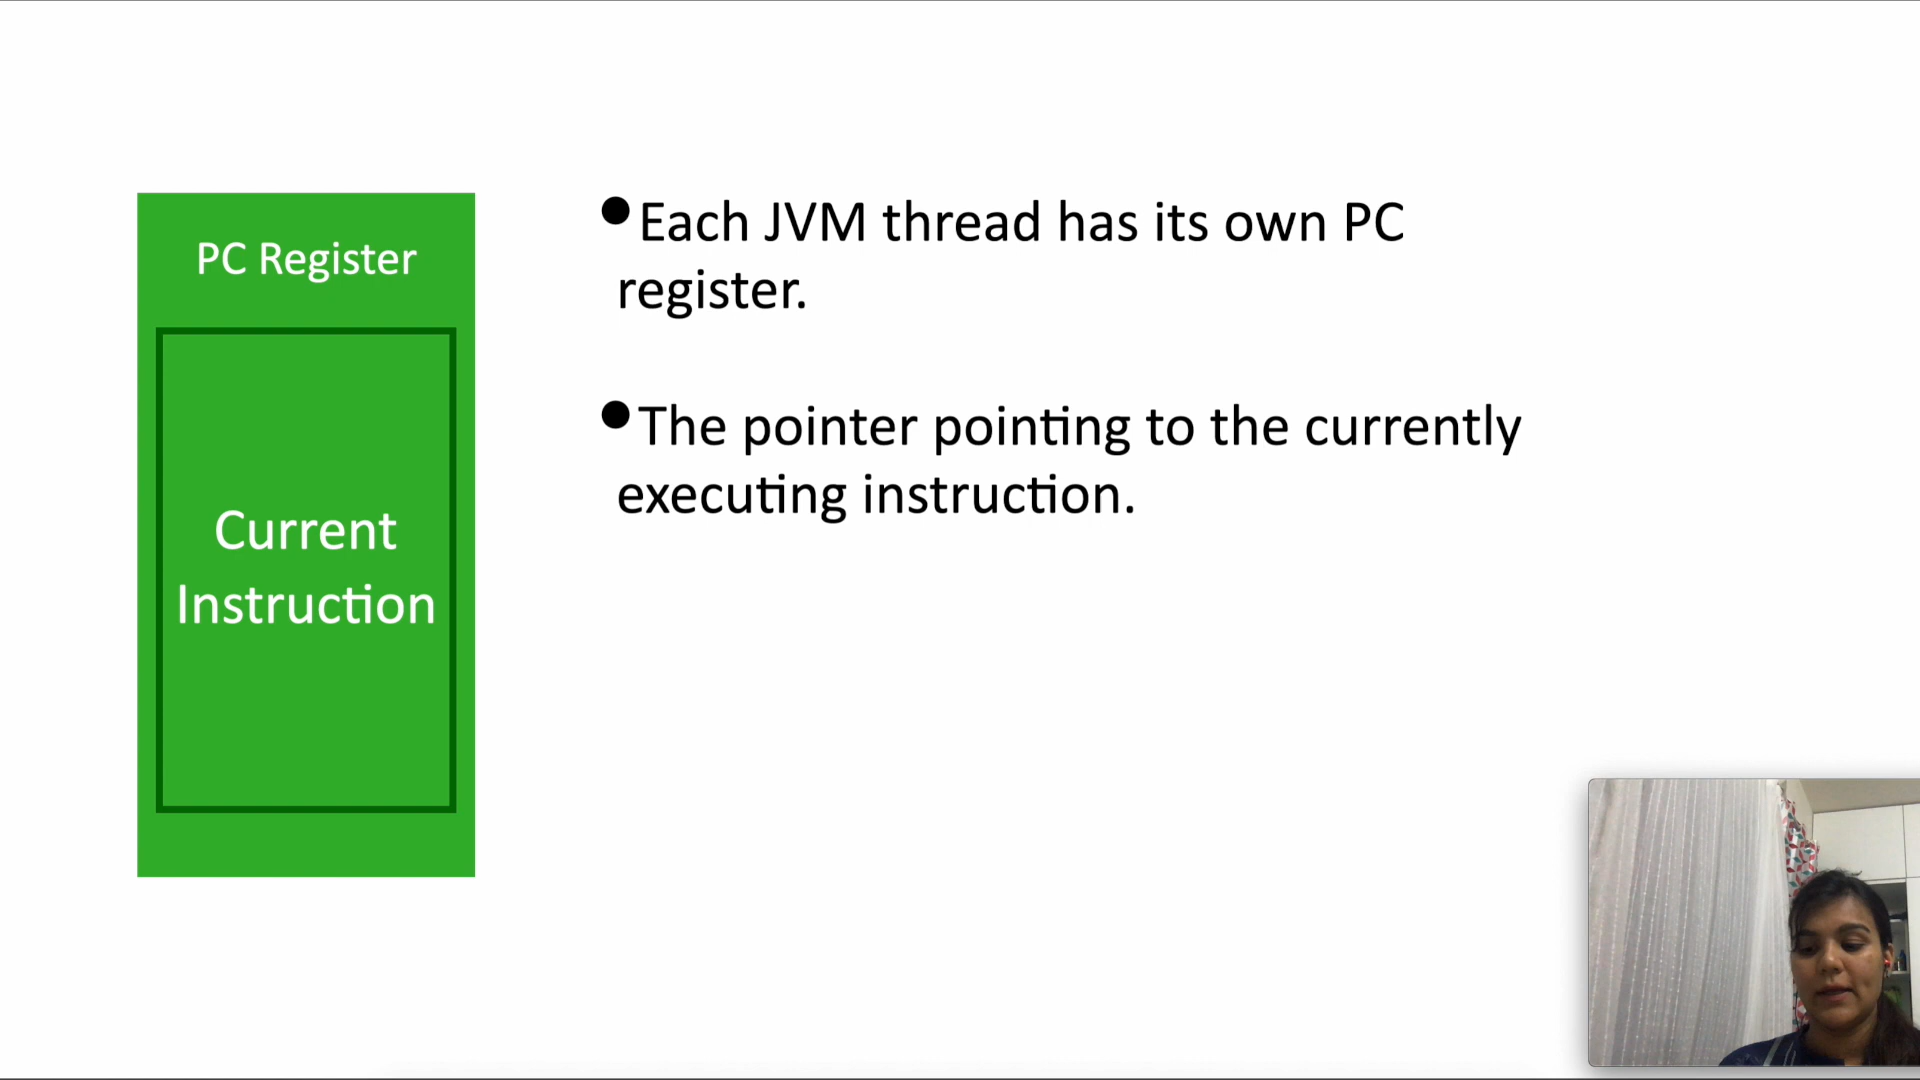 PC Register
Current
Instruction
•Each JVM thread has its own PC
register.
•The pointer pointing to the currently
executing instruction.